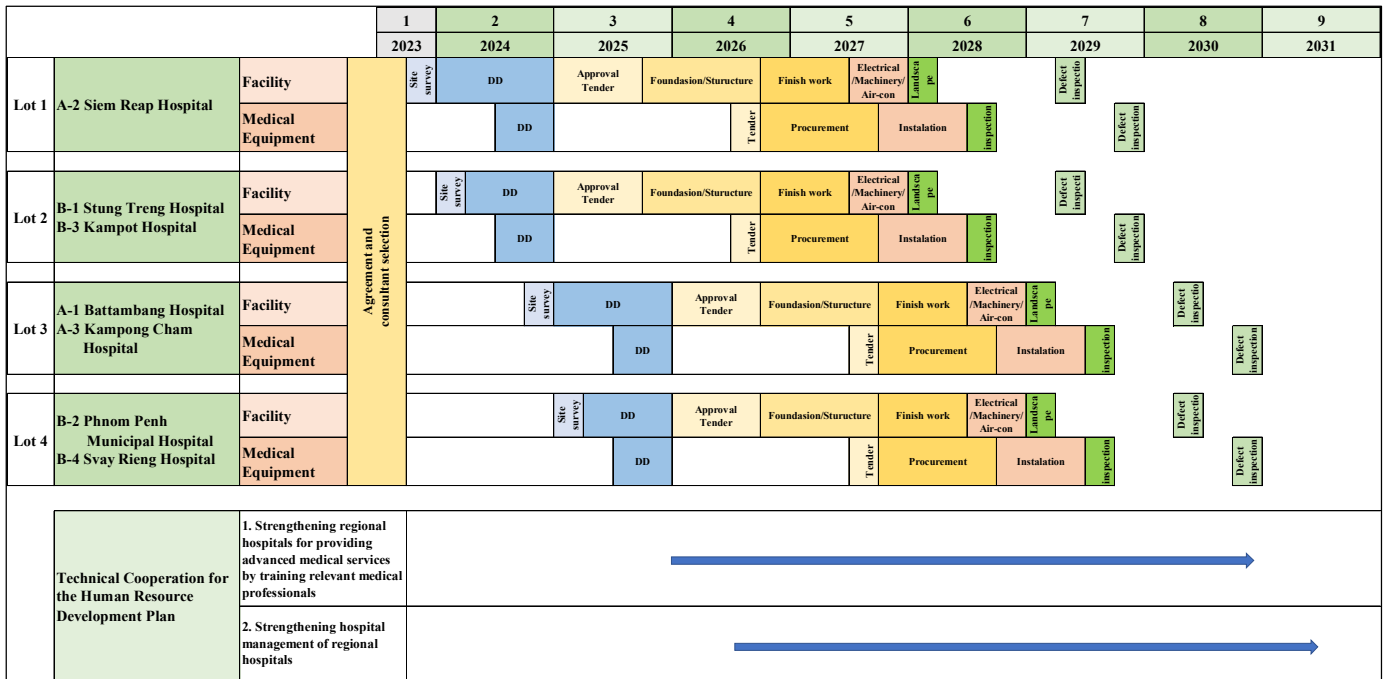 1 2 3 4 5 6 7 8 9
2023 2024 2025 2026 2027 2028 2029 2030 2031
Agreement and
consultant selection
Lot 1
A-2 Siem Reap Hospital
Facility
Site
survey
DD
Approval
Tender
Foundasion/Sturucture
Finish work
Electrical
/Machinery/
Air-con
Landsca
pe
Defect
inspectio
Medical
Equipment
DD
Tender
Procurement
Instalation
inspection
Defect
inspection
Lot 2
B-1 Stung Treng Hospital
B-3 Kampot Hospital
Facility
Site
survey
DD
Approval
Tender
Foundasion/Sturucture
Finish work
Electrical
/Machinery/
Air-con
Landsca
pe
Defect
inspecti
Medical
Equipment
DD
Tender
Procurement
Instalation
inspection
Defect
inspection
Lot 3
A-1 Battambang Hospital
A-3 Kampong Cham
Hospital
Facility
Site
survey
DD
Approval
Tender
Foundasion/Sturucture
Finish work
Electrical
/Machinery/
Air-con
Landsca
pe
Defect
inspectio
Medical
Equipment
DD
Tender
Procurement
Instalation
inspection
Defect
inspection
Lot 4
B-2 Phnom Penh
Municipal Hospital
B-4 Svay Rieng Hospital
Facility
Site
survey
DD
Approval
Tender
Foundasion/Sturucture
Finish work
Electrical
/Machinery/
Air-con
Landsca
pe
Defect
inspectio
Medical
Equipment
DD
Tender
Procurement
Instalation
inspection
Defect
inspection
Technical Cooperation for
the Human Resource
Development Plan
1. Strengthening regional
hospitals for providing
advanced medical services
by training relevant medical
professionals
2. Strengthening hospital
management of regional
hospitals